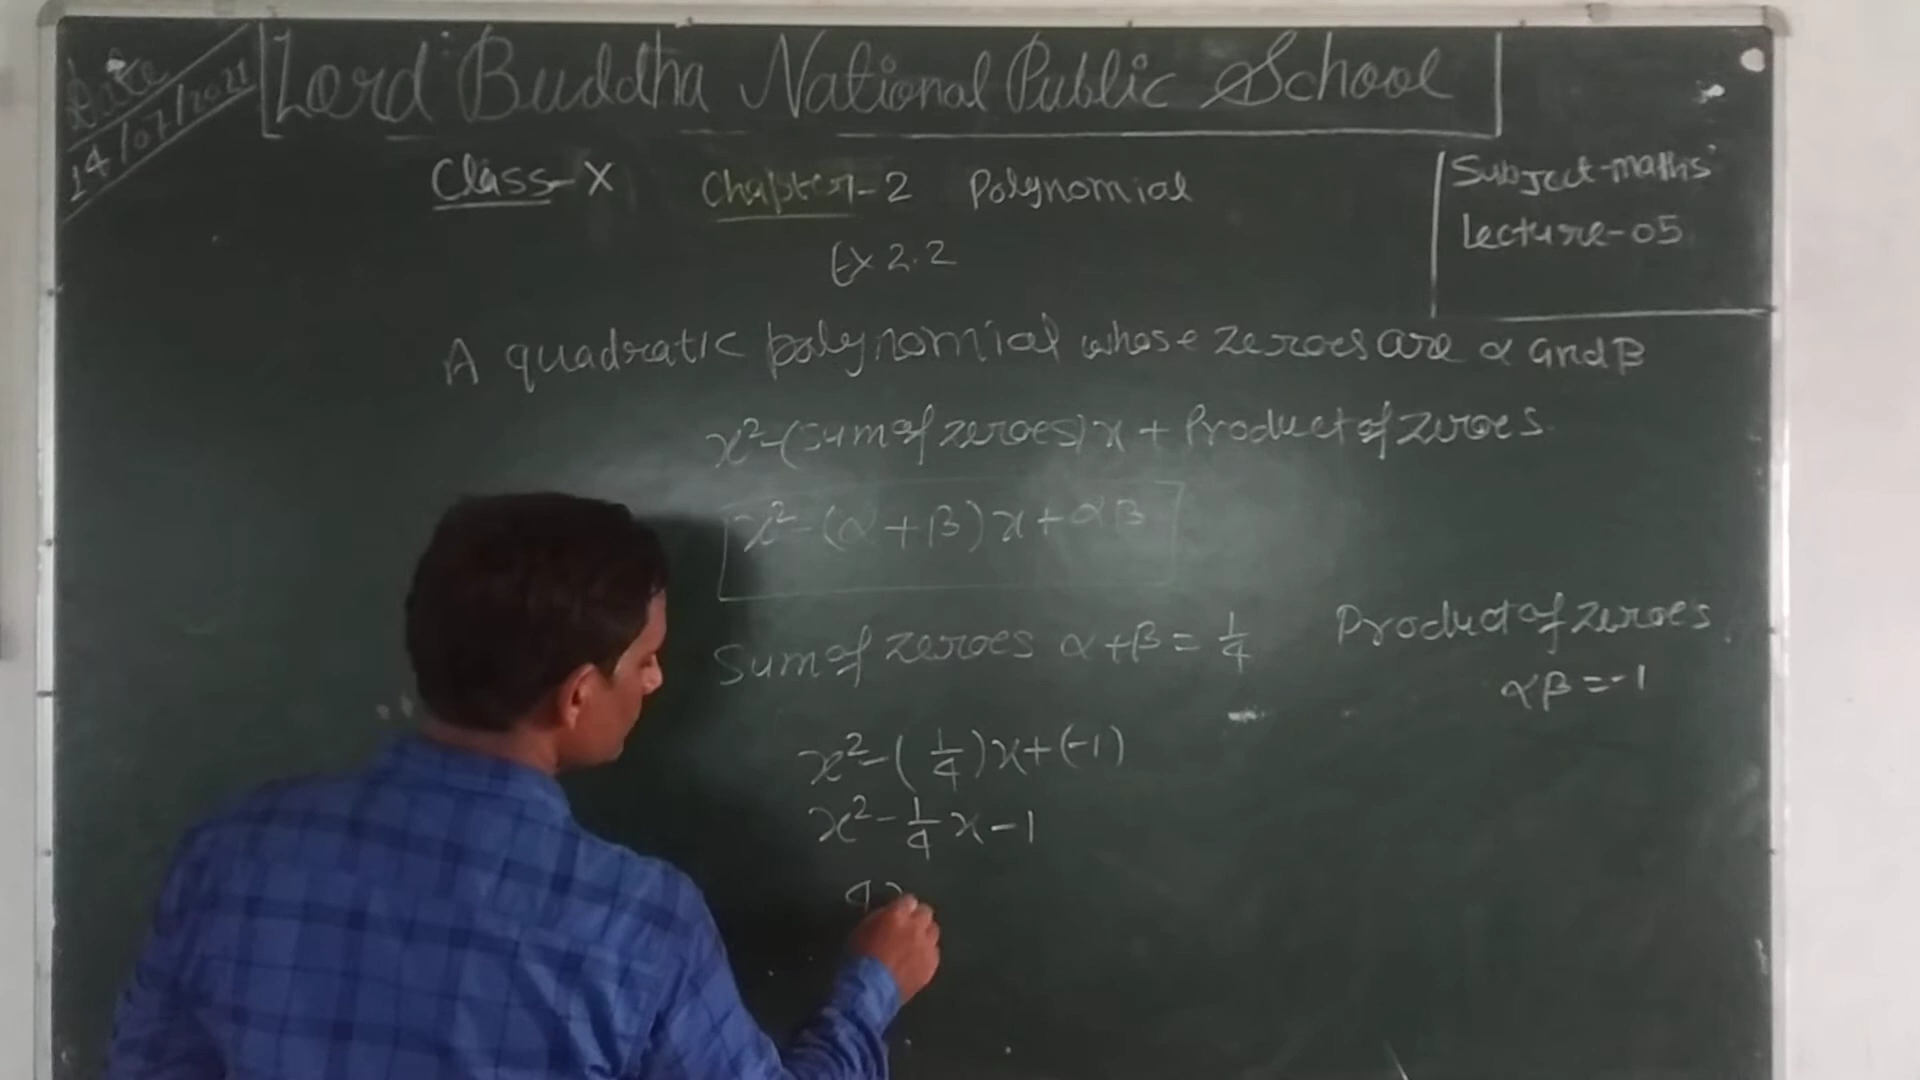 Date
14/07/2021
Lord Buddha National Public School
Class-X Chapter-2 Polynomial
Subject-maths
Lecture-05
Ex 2.2
A quadratic polynomial whose zeroes are α and β
x²-(sum of zeroes)x + Product of zeroes
x²-(α+β)x+αβ
Sum of zeroes α+β = 1/4
Product of zeroes
αβ = -1
x²-(1/4)x+(-1)
x²-1/4x-1
4x